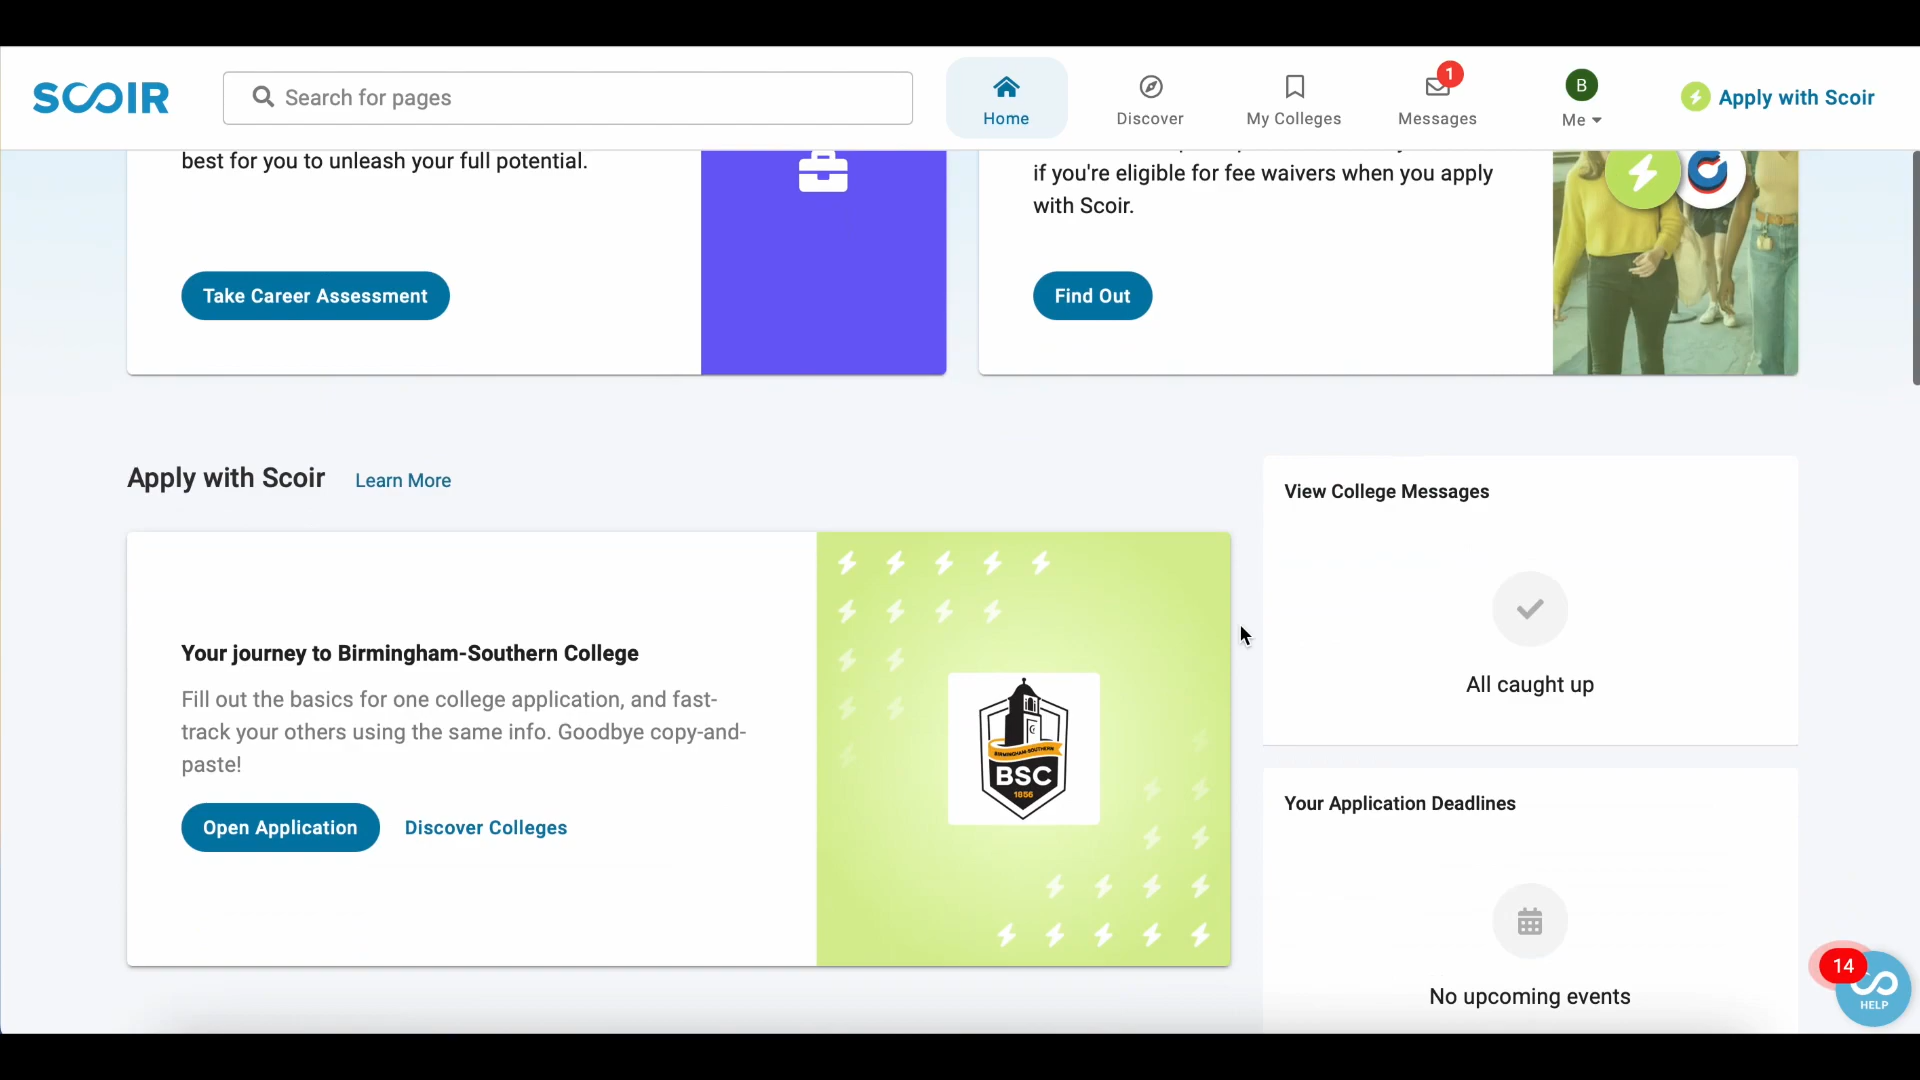 SCOIR
Search for pages
Home
Discover
My Colleges
1
Messages
B
Me
Apply with Scoir
best for you to unleash your full potential.
Take Career Assessment
if you're eligible for fee waivers when you apply
with Scoir.
Find Out
Apply with Scoir
Learn More
Your journey to Birmingham-Southern College
Fill out the basics for one college application, and fast-
track your others using the same info. Goodbye copy-and-
paste!
Open Application
Discover Colleges
BIRMINGHAM-SOUTHERN
BSC
1856
View College Messages
All caught up
Your Application Deadlines
No upcoming events
14
HELP